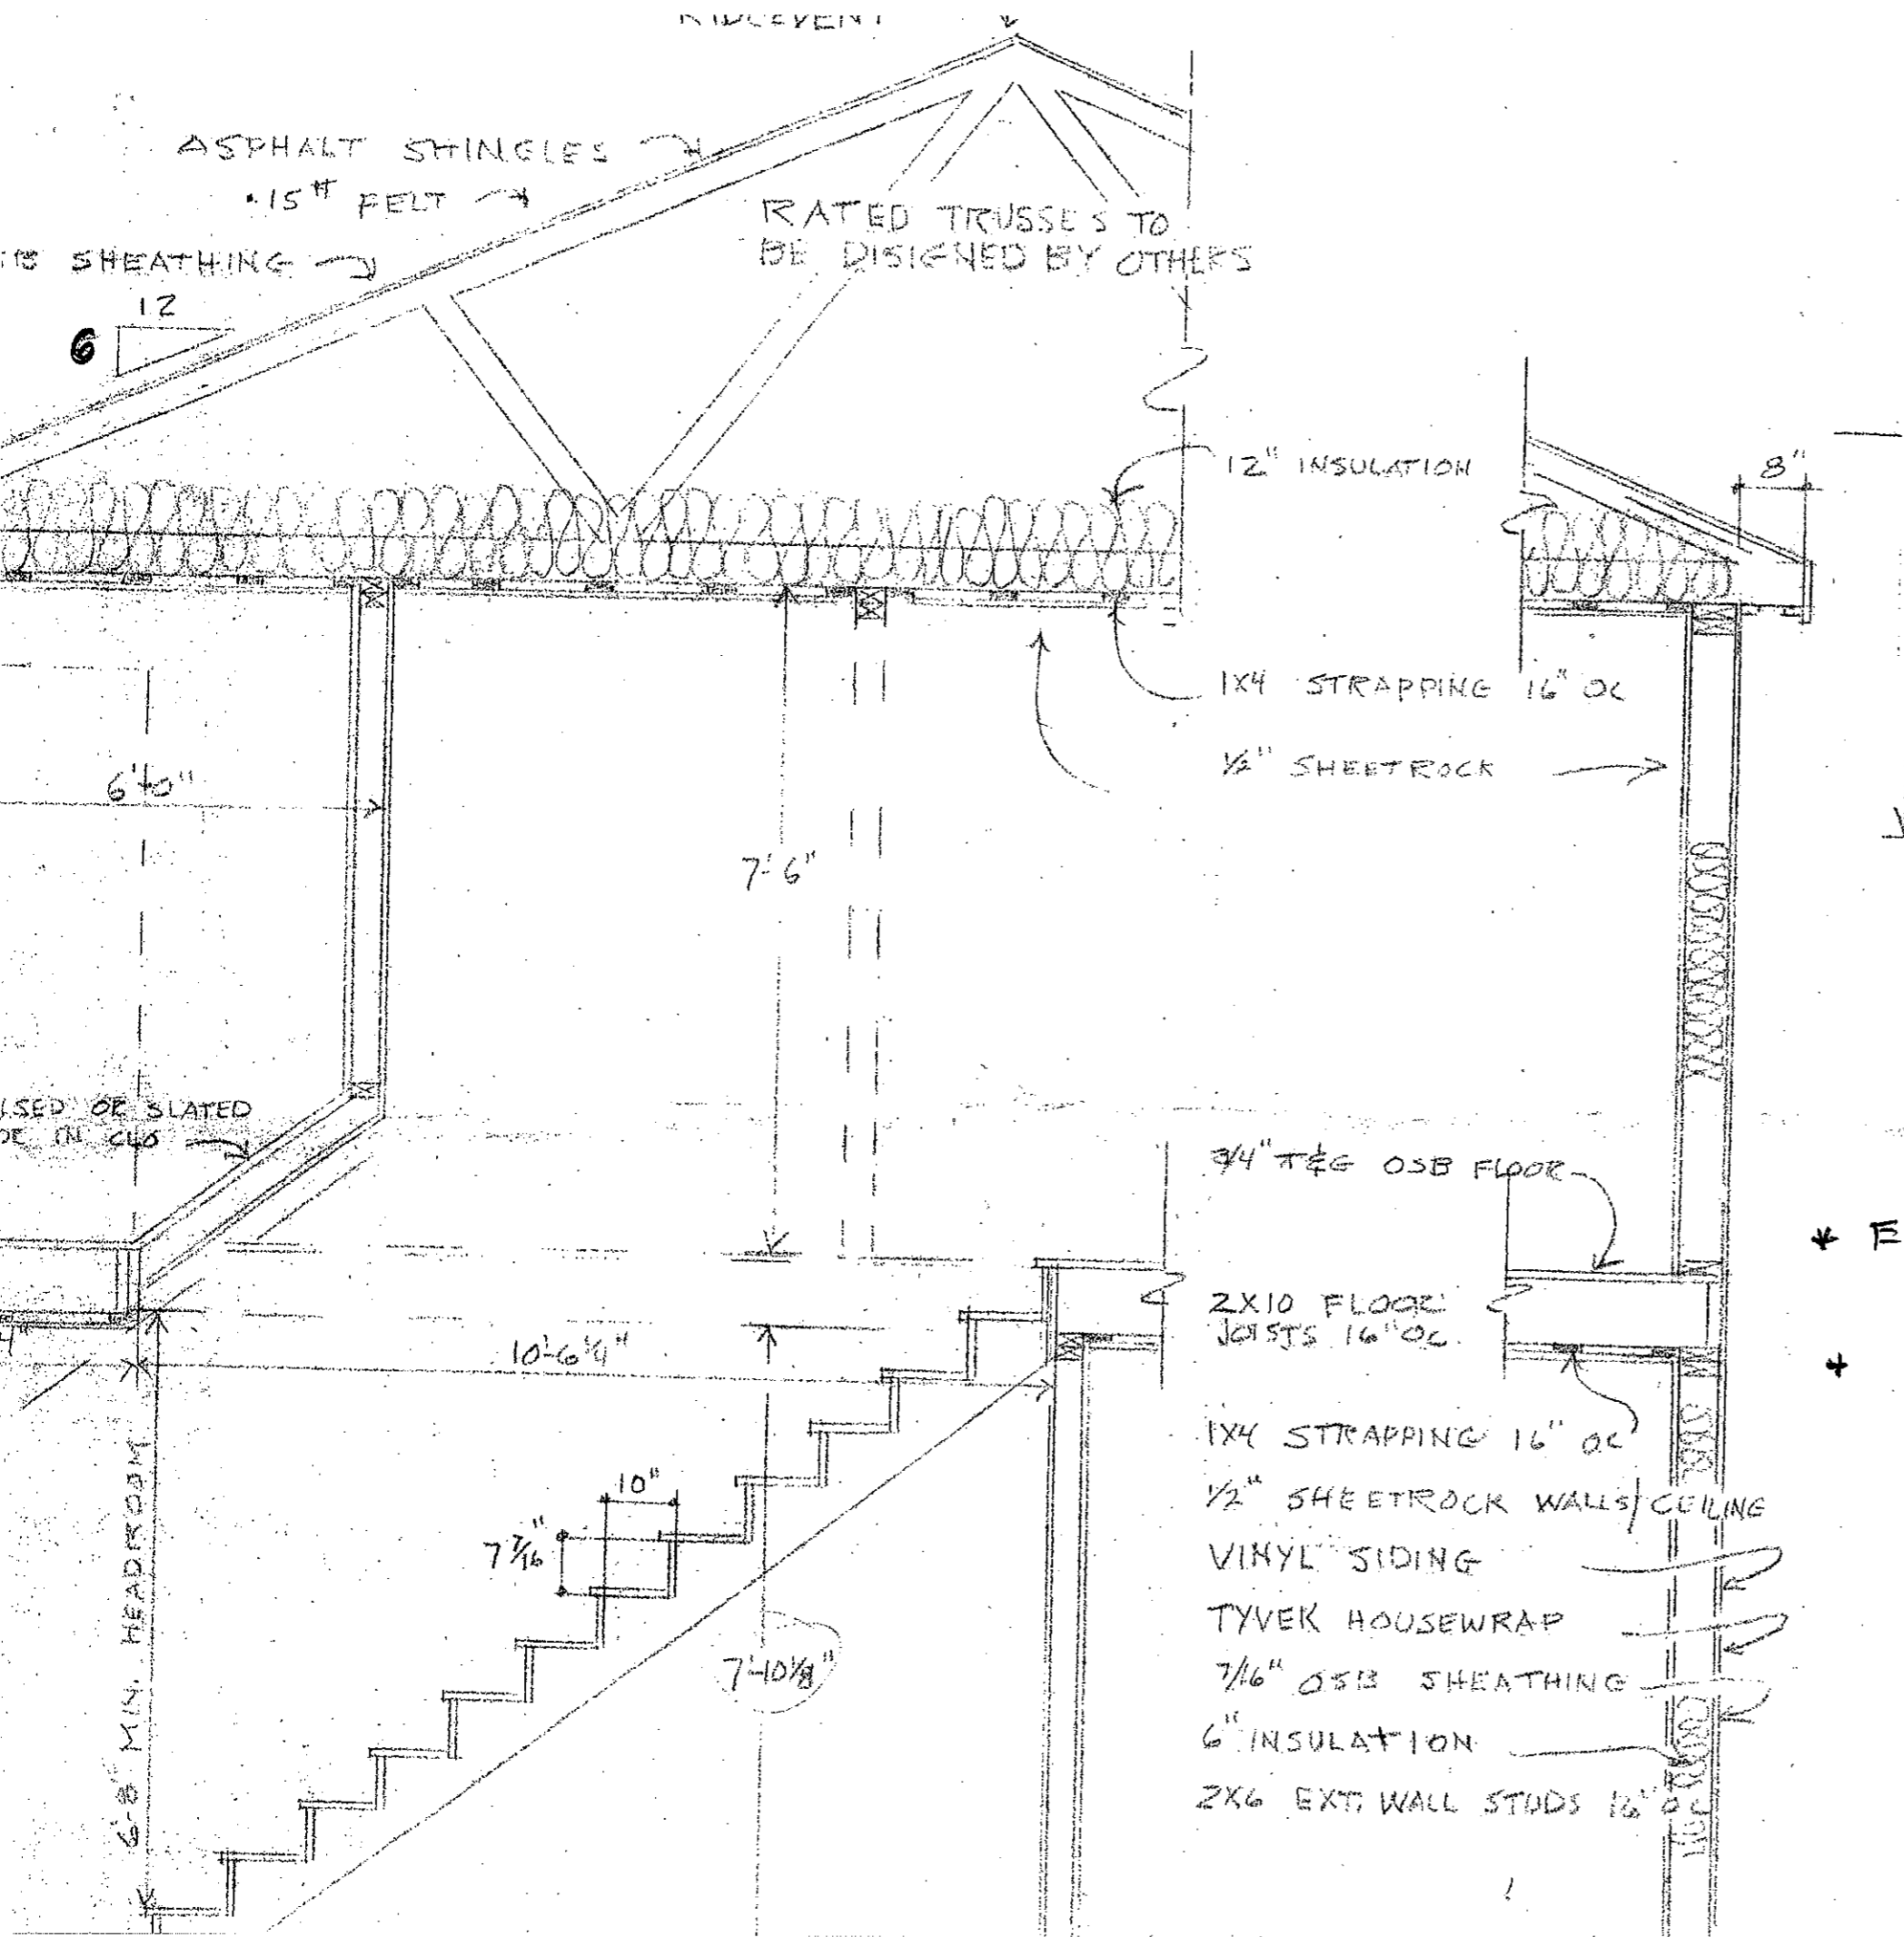 RIDGEVENT
ASPHALT SHINGLES
15# FELT
SHEATHING
12
6
RATED TRUSSES TO
BE DISIGNED BY OTHERS
12" INSULATION
8"
1X4 STRAPPING 16" OC
1/2" SHEETROCK
7'-6"
OR SLATED
IN
3/4" T&G OSB FLOOR
* E
2X10 FLOOR
JOISTS 16" OC.
10'-6 1/4"
1X4 STRAPPING 16" OC
1/2" SHEETROCK WALLS/CEILING
VINYL SIDING
TYVEK HOUSEWRAP
7/16" OSB SHEATHING
6" INSULATION
2X6 EXT. WALL STUDS 16" OC
10"
7 7/16"
7'-10 1/8"
6'-8" MIN. HEADROOM